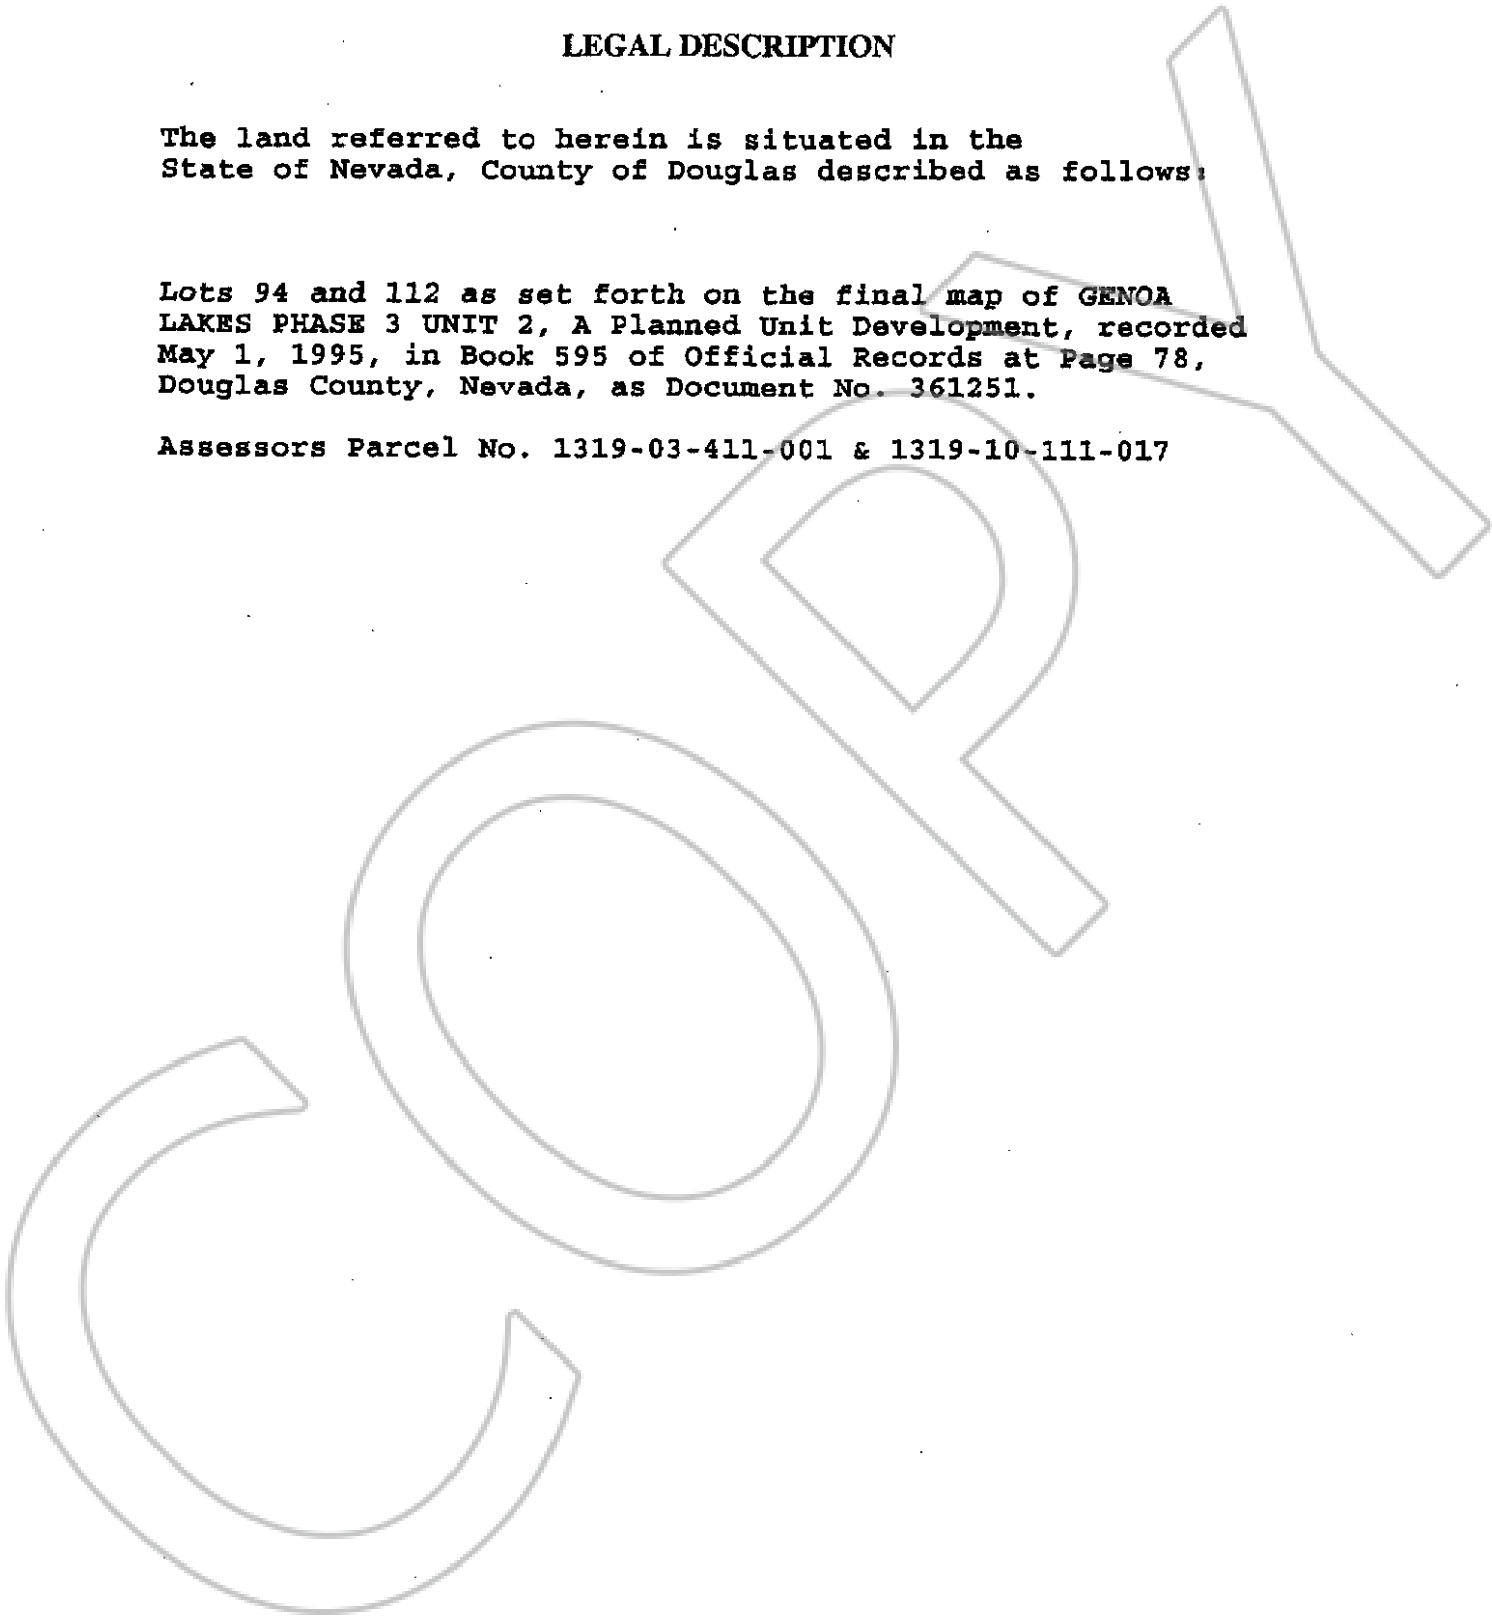 LEGAL DESCRIPTION
The land referred to herein is situated in the
State of Nevada, County of Douglas described as follows:
Lots 94 and 112 as set forth on the final map of GENOA
LAKES PHASE 3 UNIT 2, A Planned Unit Development, recorded
May 1, 1995, in Book 595 of Official Records at Page 78,
Douglas County, Nevada, as Document No. 361251.
Assessors Parcel No. 1319-03-411-001 & 1319-10-111-017
COPY